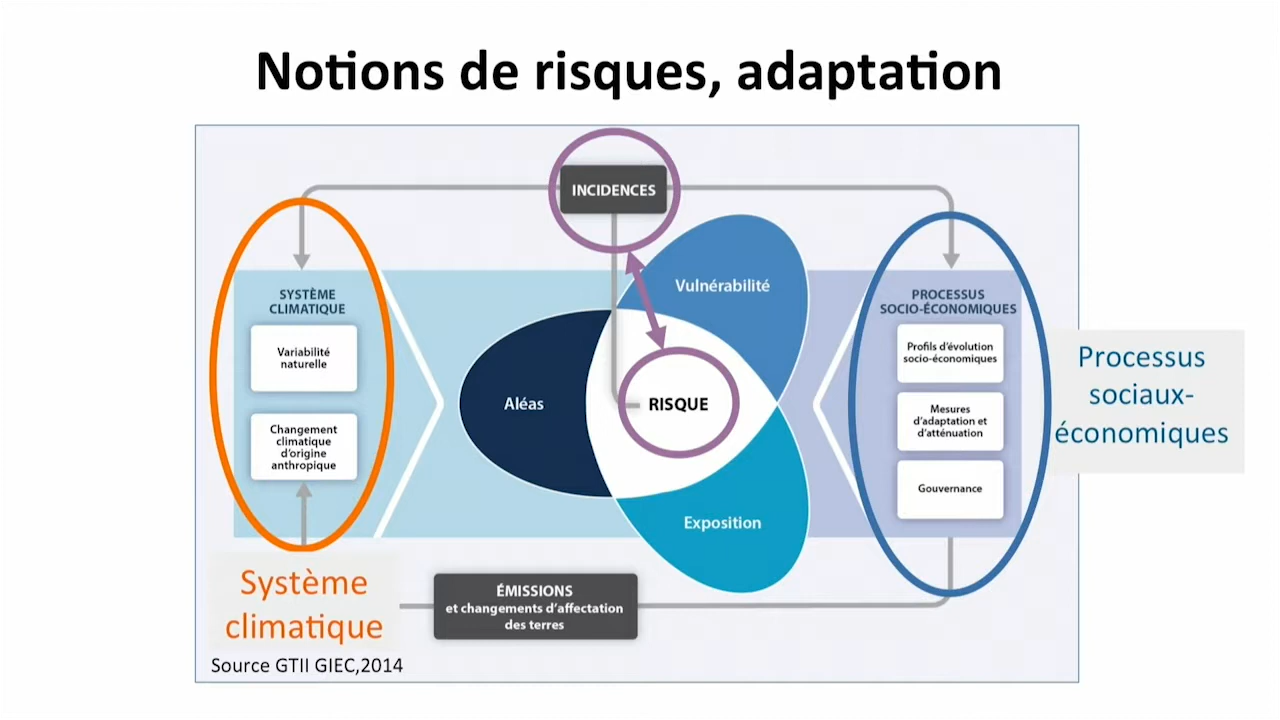 Notions de risques, adaptation
INCIDENCES
SYSTÈME
CLIMATIQUE
Variabilité
naturelle
Changement
climatique
d'origine
anthropique
Vulnérabilité
Aléas
RISQUE
Exposition
PROCESSUS
SOCIO-ÉCONOMIQUES
Profils d'évolution
socio-économiques
Mesures
d'adaptation et
d'atténuation
Gouvernance
Processus
sociaux-
économiques
Système
climatique
ÉMISSIONS
et changements d'affectation
des terres
Source GTII GIEC,2014